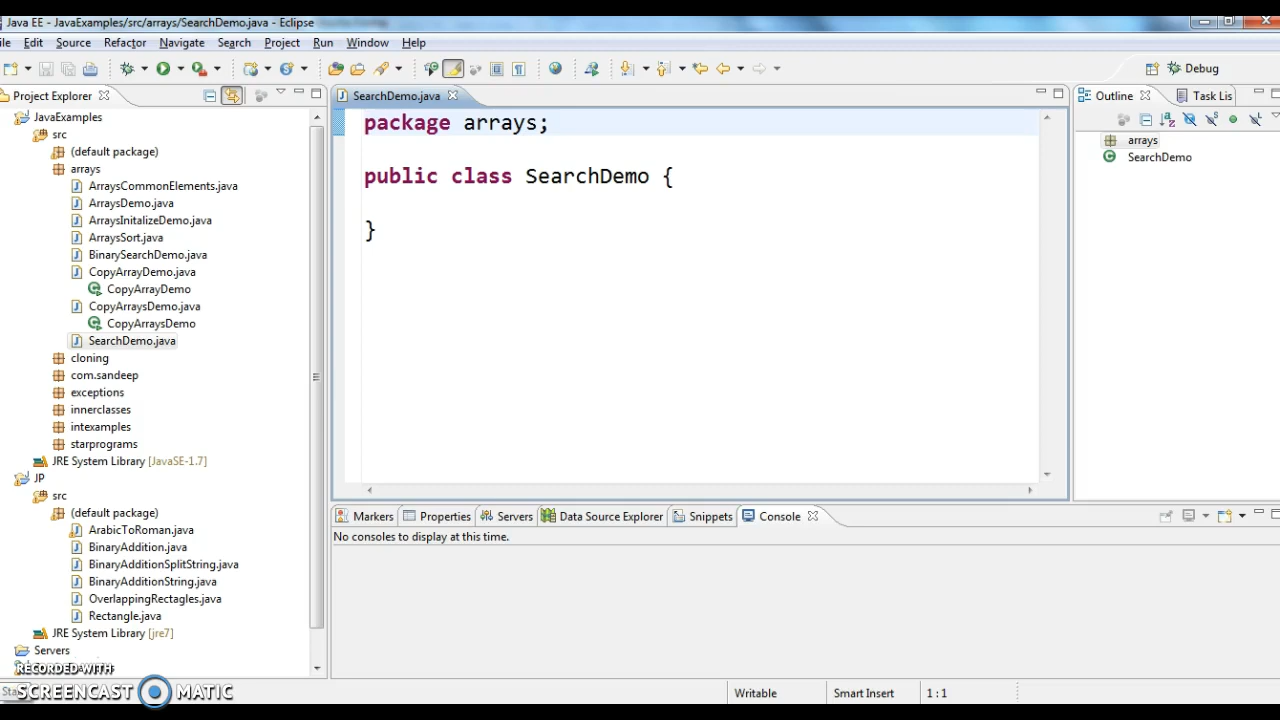 Java EE - JavaExamples/src/arrays/SearchDemo.java - Eclipse
ile Edit Source Refactor Navigate Search Project Run Window Help
Debug
Project Explorer
SearchDemo.java
Outline
Task Lis
JavaExamples
src
(default package)
arrays
ArraysCommonElements.java
ArraysDemo.java
ArraysInitalizeDemo.java
ArraysSort.java
BinarySearchDemo.java
CopyArrayDemo.java
CopyArrayDemo
CopyArraysDemo.java
CopyArraysDemo
SearchDemo.java
cloning
com.sandeep
exceptions
innerclasses
intexamples
starprograms
JRE System Library [JavaSE-1.7]
JP
src
(default package)
ArabicToRoman.java
BinaryAddition.java
BinaryAdditionSplitString.java
BinaryAdditionString.java
OverlappingRectagles.java
Rectangle.java
JRE System Library [jre7]
Servers
package arrays;
public class SearchDemo {
}
arrays
SearchDemo
Markers Properties Servers Data Source Explorer Snippets Console
No consoles to display at this time.
RECORDED WITH
SCREENCAST MATIC
Writable Smart Insert 1 : 1